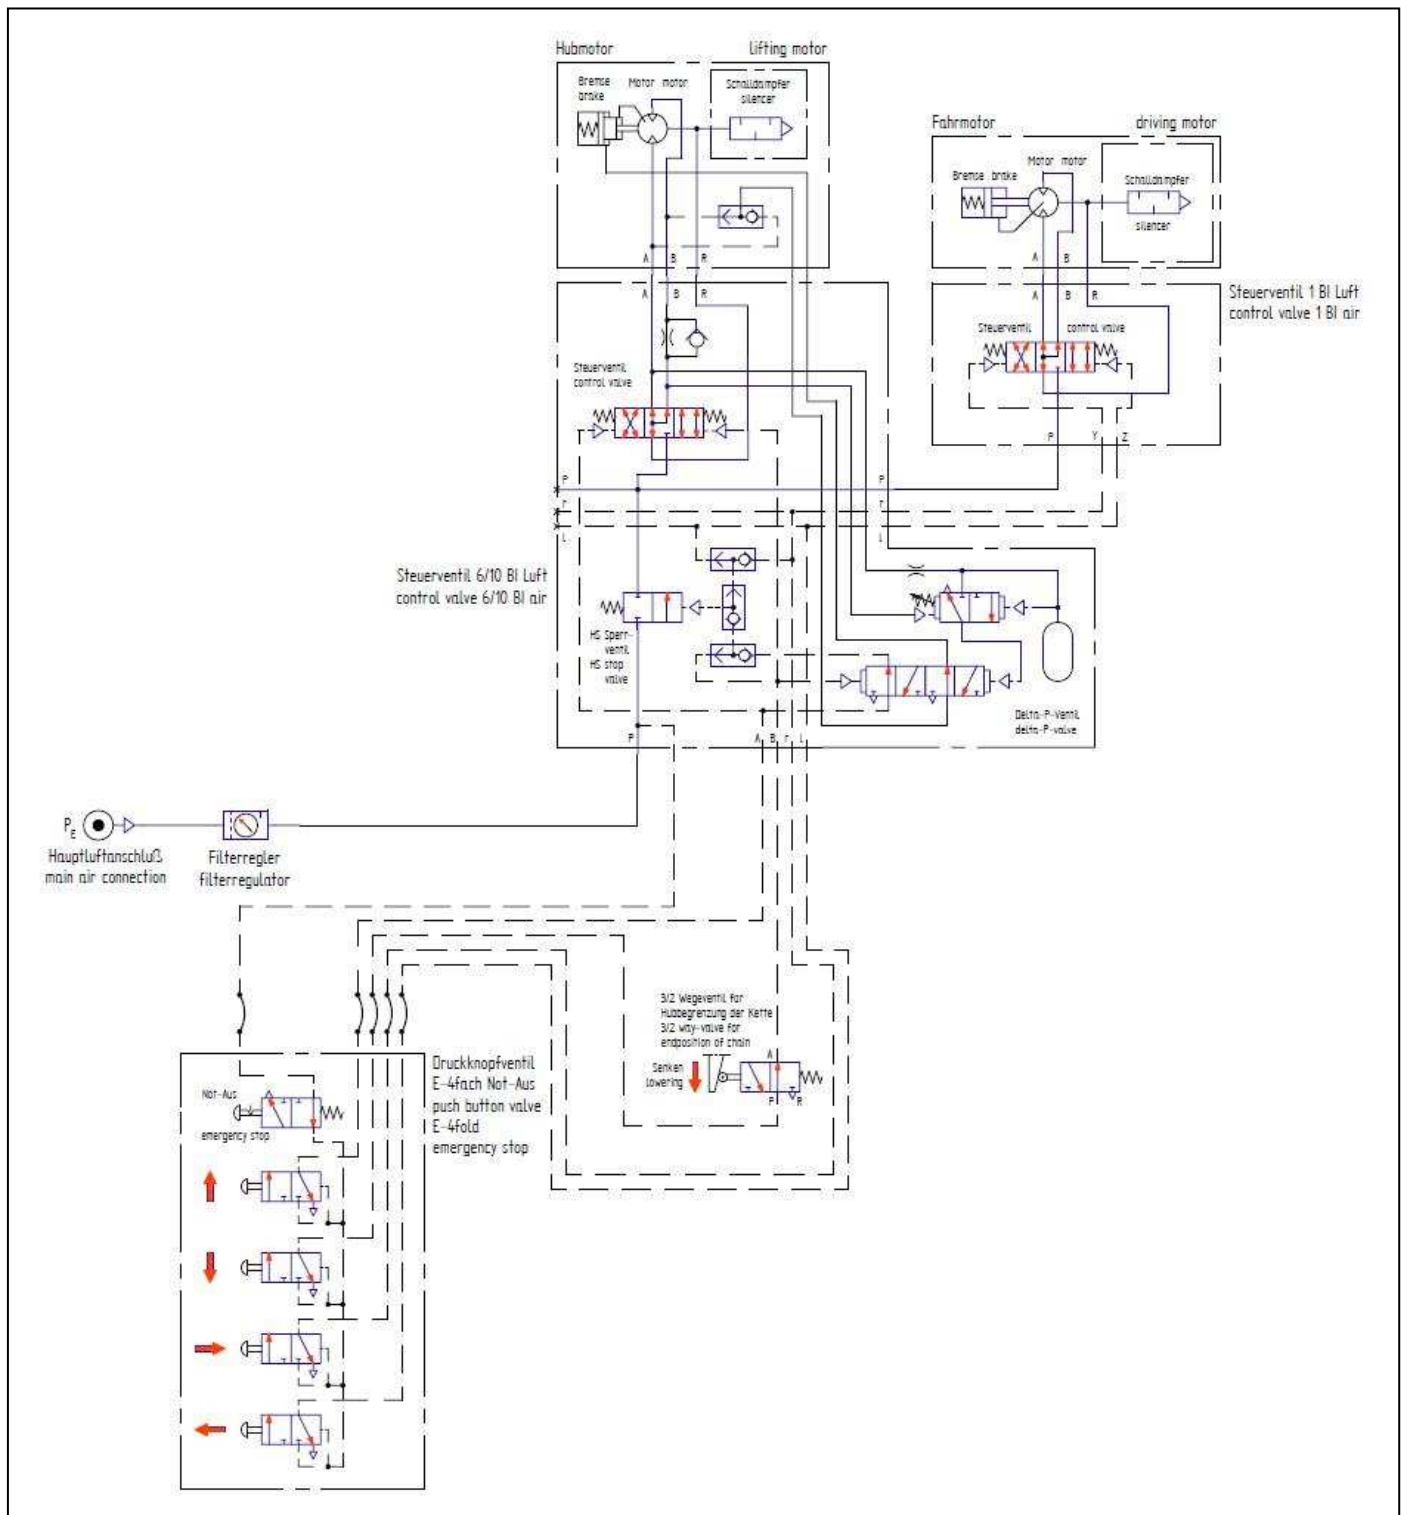 Hubmotor lifting motor
Bremse
brake
Motor motor
Schalldämpfer
silencer
A B R
Fahrmotor driving motor
Bremse brake
Motor motor
Schalldämpfer
silencer
A B
A B R
Steuerventil control valve
P Y Z
Steuerventil 1 BI Luft
control valve 1 BI air
A B R
Steuerventil
control valve
P P
r r
l l
Steuerventil 6/10 BI Luft
control valve 6/10 BI air
HS Sperr-
ventil
HS stop
valve
Delta-P-Ventil
delta-P-valve
P A B r l
PE
Hauptluftanschluß
main air connection
Filterregler
filterregulator
3/2 Wegeventil für
Hubbegrenzung der Kette
3/2 way-valve for
endposition of chain
Senken
lowering
A
P R
Druckknopfventil
E-4fach Not-Aus
push button valve
E-4fold
emergency stop
Not-Aus
emergency stop